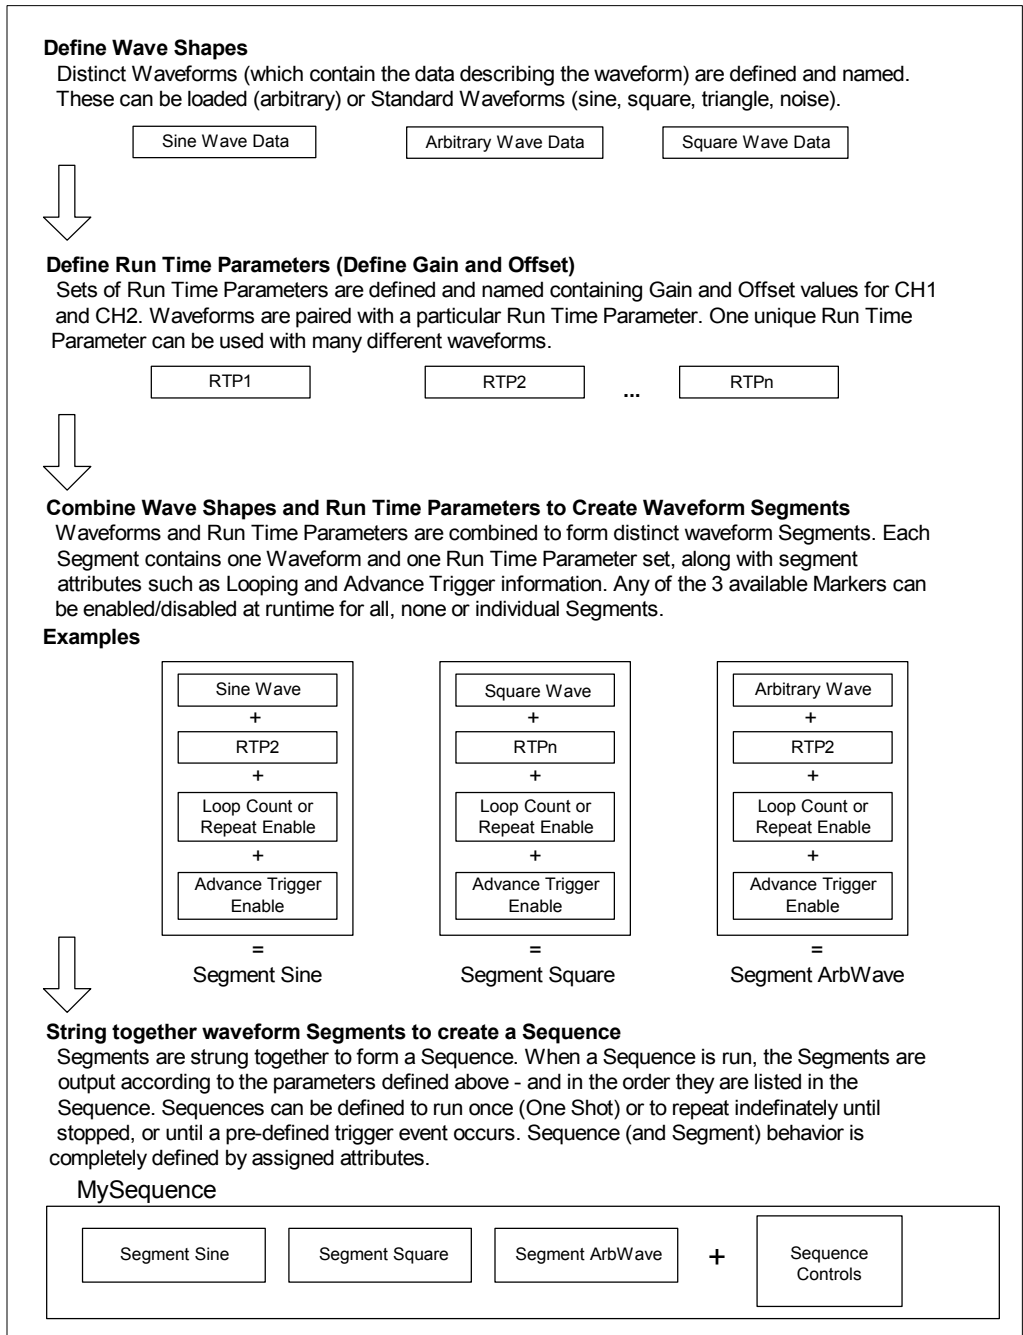 Define Wave Shapes
Distinct Waveforms (which contain the data describing the waveform) are defined and named.
These can be loaded (arbitrary) or Standard Waveforms (sine, square, triangle, noise).
Sine Wave Data
Arbitrary Wave Data
Square Wave Data
Define Run Time Parameters (Define Gain and Offset)
Sets of Run Time Parameters are defined and named containing Gain and Offset values for CH1
and CH2. Waveforms are paired with a particular Run Time Parameter. One unique Run Time
Parameter can be used with many different waveforms.
RTP1
RTP2
...
RTPn
Combine Wave Shapes and Run Time Parameters to Create Waveform Segments
Waveforms and Run Time Parameters are combined to form distinct waveform Segments. Each
Segment contains one Waveform and one Run Time Parameter set, along with segment
attributes such as Looping and Advance Trigger information. Any of the 3 available Markers can
be enabled/disabled at runtime for all, none or individual Segments.
Examples
Sine Wave
+
RTP2
+
Loop Count or
Repeat Enable
+
Advance Trigger
Enable
=
Segment Sine
Square Wave
+
RTPn
+
Loop Count or
Repeat Enable
+
Advance Trigger
Enable
=
Segment Square
Arbitrary Wave
+
RTP2
+
Loop Count or
Repeat Enable
+
Advance Trigger
Enable
=
Segment ArbWave
String together waveform Segments to create a Sequence
Segments are strung together to form a Sequence. When a Sequence is run, the Segments are
output according to the parameters defined above - and in the order they are listed in the
Sequence. Sequences can be defined to run once (One Shot) or to repeat indefinately until
stopped, or until a pre-defined trigger event occurs. Sequence (and Segment) behavior is
completely defined by assigned attributes.
MySequence
Segment Sine
Segment Square
Segment ArbWave
+
Sequence
Controls